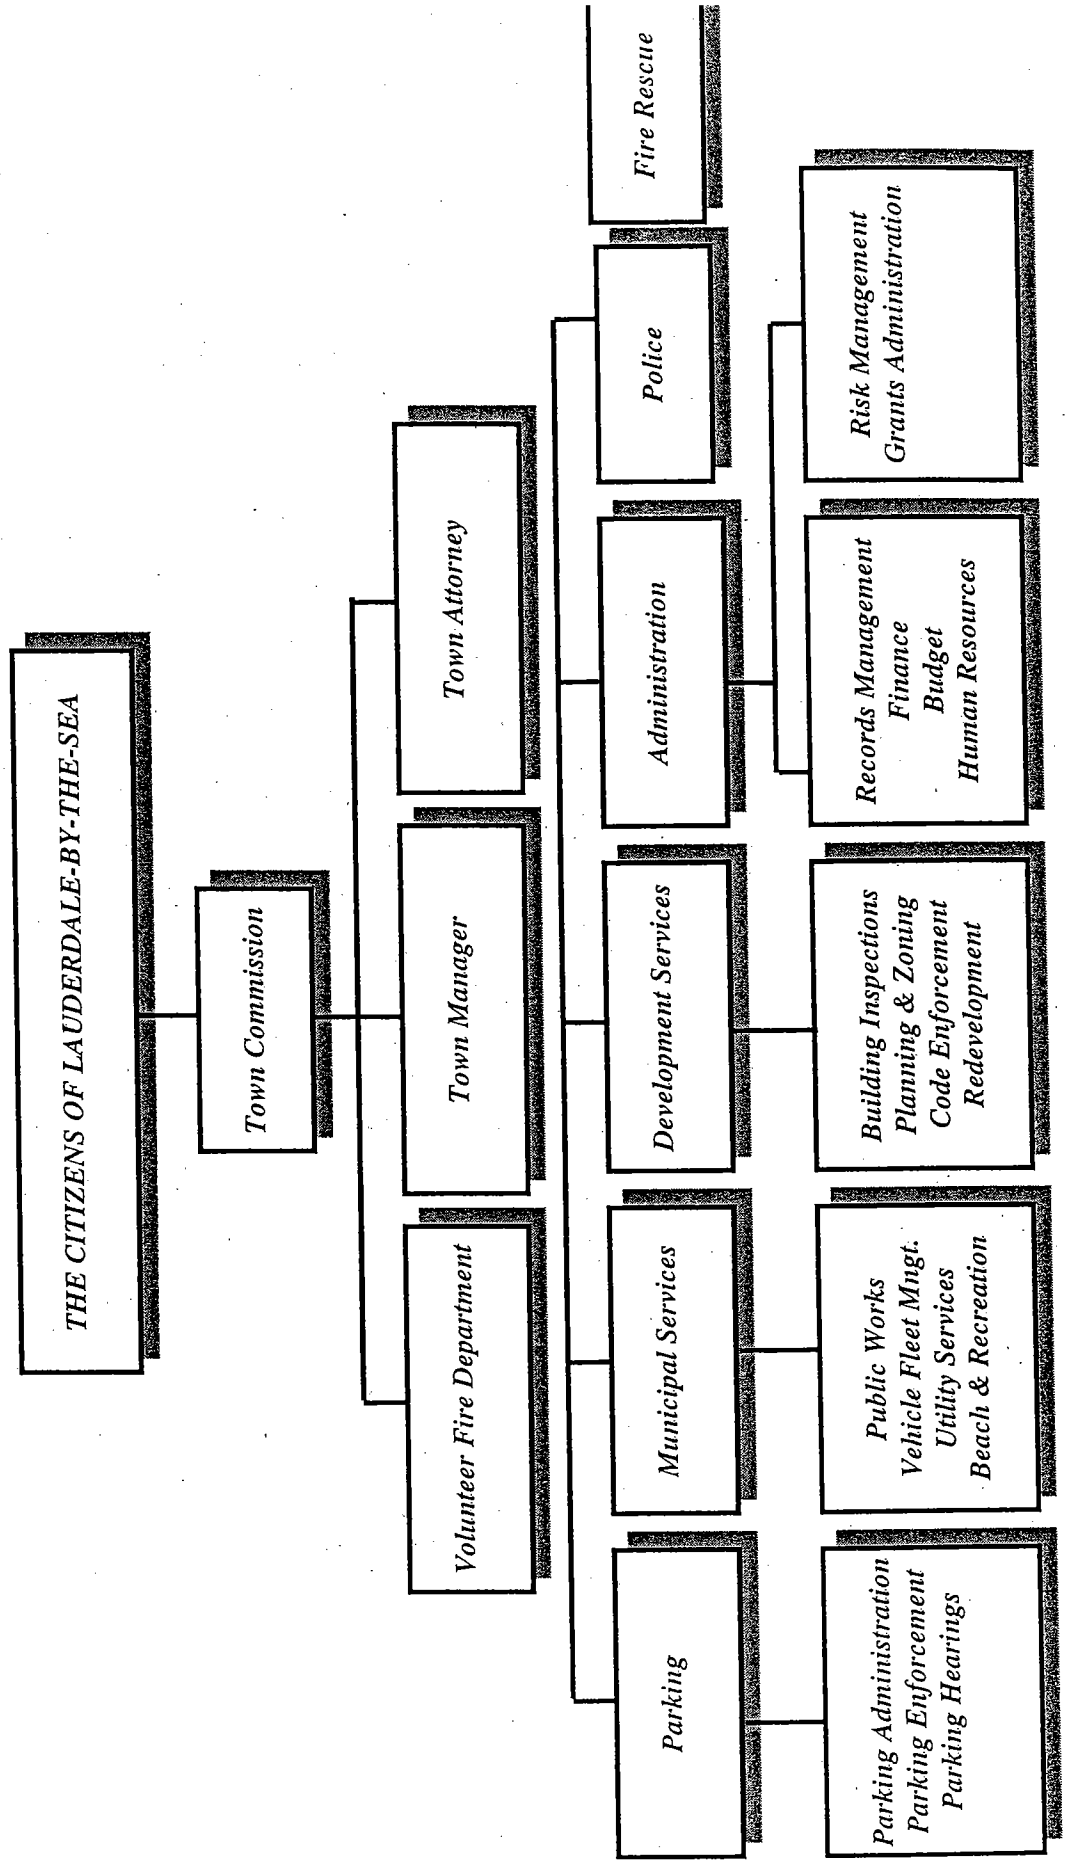 THE CITIZENS OF LAUDERDALE-BY-THE-SEA
Town Commission
Volunteer Fire Department
Town Manager
Town Attorney
Parking
Municipal Services
Development Services
Administration
Police
Fire Rescue
Parking Administration
Parking Enforcement
Parking Hearings
Public Works
Vehicle Fleet Mngt.
Utility Services
Beach & Recreation
Building Inspections
Planning & Zoning
Code Enforcement
Redevelopment
Records Management
Finance
Budget
Human Resources
Risk Management
Grants Administration